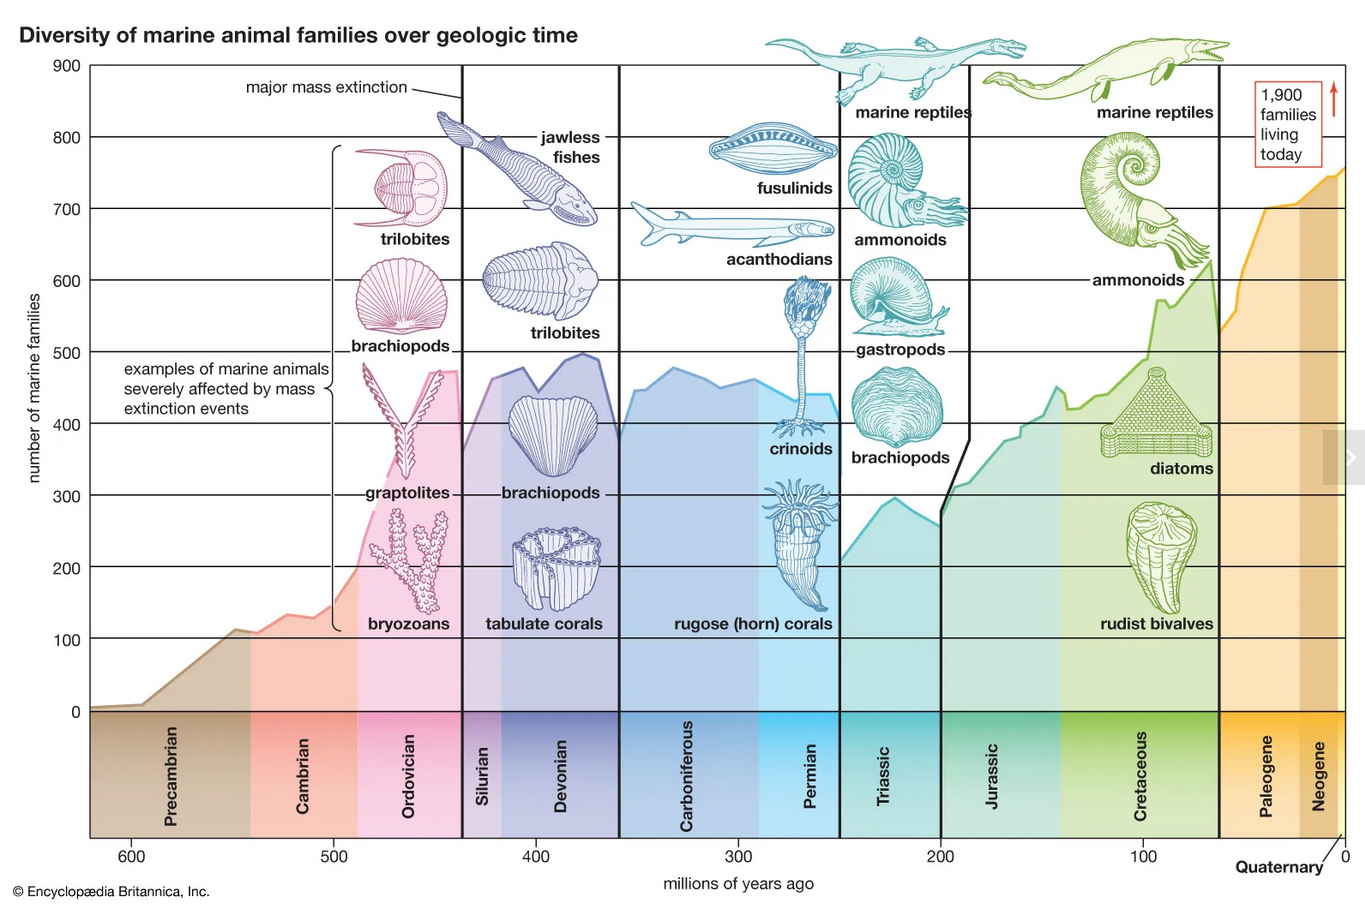 Diversity of marine animal families over geologic time
900
800
700
600
500
400
300
200
100
0
number of marine families
major mass extinction
examples of marine animals
severely affected by mass
extinction events
trilobites
brachiopods
graptolites
bryozoans
jawless
fishes
trilobites
brachiopods
tabulate corals
fusulinids
acanthodians
crinoids
rugose (horn) corals
marine reptiles
ammonoids
gastropods
brachiopods
marine reptiles
ammonoids
diatoms
rudist bivalves
1,900
families
living
today
Precambrian
Cambrian
Ordovician
Silurian
Devonian
Carboniferous
Permian
Triassic
Jurassic
Cretaceous
Paleogene
Neogene
Quaternary
600
500
400
300
200
100
0
millions of years ago
© Encyclopædia Britannica, Inc.